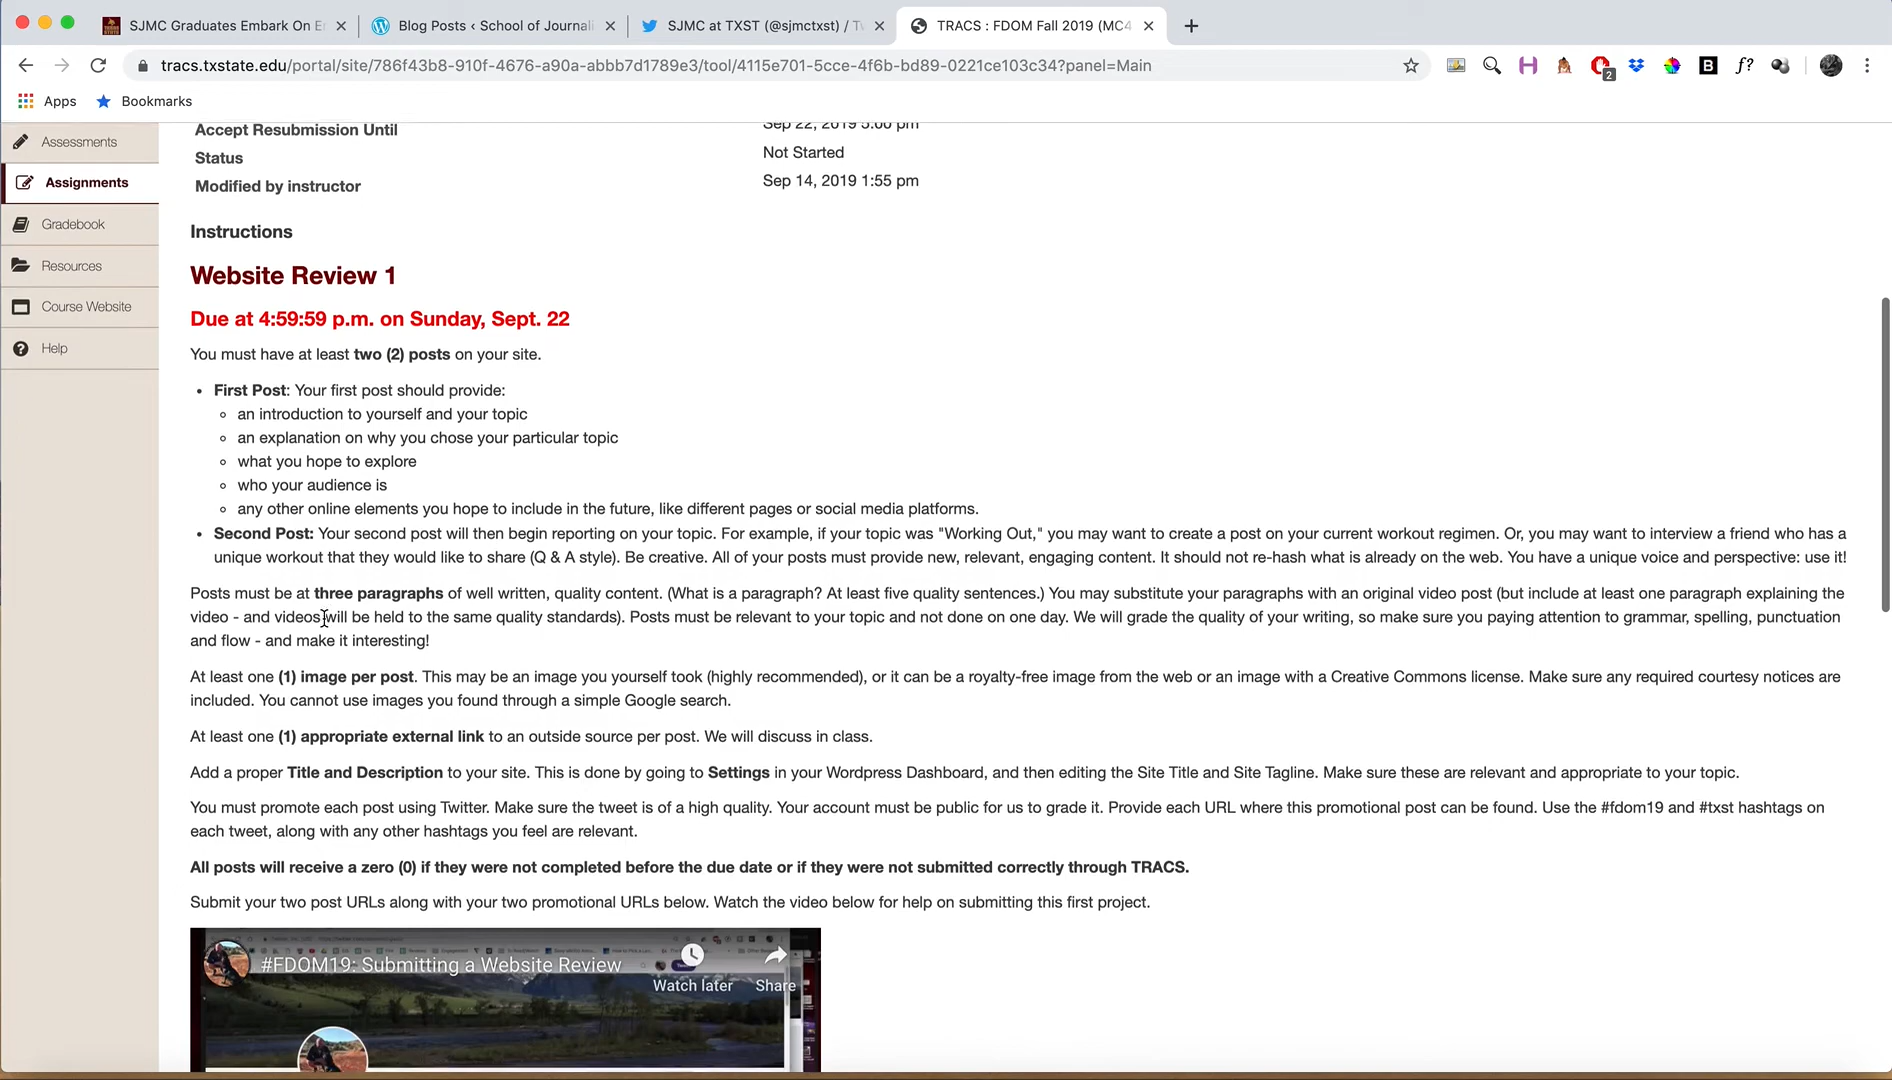 SJMC Graduates Embark On E
Blog Posts ‹ School of Journali
SJMC at TXST (@sjmctxst) / Tw
TRACS : FDOM Fall 2019 (MC4
tracs.txstate.edu/portal/site/786f43b8-910f-4676-a90a-abbb7d1789e3/tool/4115e701-5cce-4f6b-bd89-0221ce103c34?panel=Main
2
B
f?
Apps
Bookmarks
Assessments
Assignments
Gradebook
Resources
Course Website
Help
Accept Resubmission Until Sep 22, 2019 5:00 pm
Status Not Started
Modified by instructor Sep 14, 2019 1:55 pm
Instructions
Website Review 1
Due at 4:59:59 p.m. on Sunday, Sept. 22
You must have at least two (2) posts on your site.
• First Post: Your first post should provide:
◦ an introduction to yourself and your topic
◦ an explanation on why you chose your particular topic
◦ what you hope to explore
◦ who your audience is
◦ any other online elements you hope to include in the future, like different pages or social media platforms.
• Second Post: Your second post will then begin reporting on your topic. For example, if your topic was "Working Out," you may want to create a post on your current workout regimen. Or, you may want to interview a friend who has a
unique workout that they would like to share (Q & A style). Be creative. All of your posts must provide new, relevant, engaging content. It should not re-hash what is already on the web. You have a unique voice and perspective: use it!
Posts must be at three paragraphs of well written, quality content. (What is a paragraph? At least five quality sentences.) You may substitute your paragraphs with an original video post (but include at least one paragraph explaining the
video - and videos will be held to the same quality standards). Posts must be relevant to your topic and not done on one day. We will grade the quality of your writing, so make sure you paying attention to grammar, spelling, punctuation
and flow - and make it interesting!
At least one (1) image per post. This may be an image you yourself took (highly recommended), or it can be a royalty-free image from the web or an image with a Creative Commons license. Make sure any required courtesy notices are
included. You cannot use images you found through a simple Google search.
At least one (1) appropriate external link to an outside source per post. We will discuss in class.
Add a proper Title and Description to your site. This is done by going to Settings in your Wordpress Dashboard, and then editing the Site Title and Site Tagline. Make sure these are relevant and appropriate to your topic.
You must promote each post using Twitter. Make sure the tweet is of a high quality. Your account must be public for us to grade it. Provide each URL where this promotional post can be found. Use the #fdom19 and #txst hashtags on
each tweet, along with any other hashtags you feel are relevant.
All posts will receive a zero (0) if they were not completed before the due date or if they were not submitted correctly through TRACS.
Submit your two post URLs along with your two promotional URLs below. Watch the video below for help on submitting this first project.
#FDOM19: Submitting a Website Review
Watch later
Share